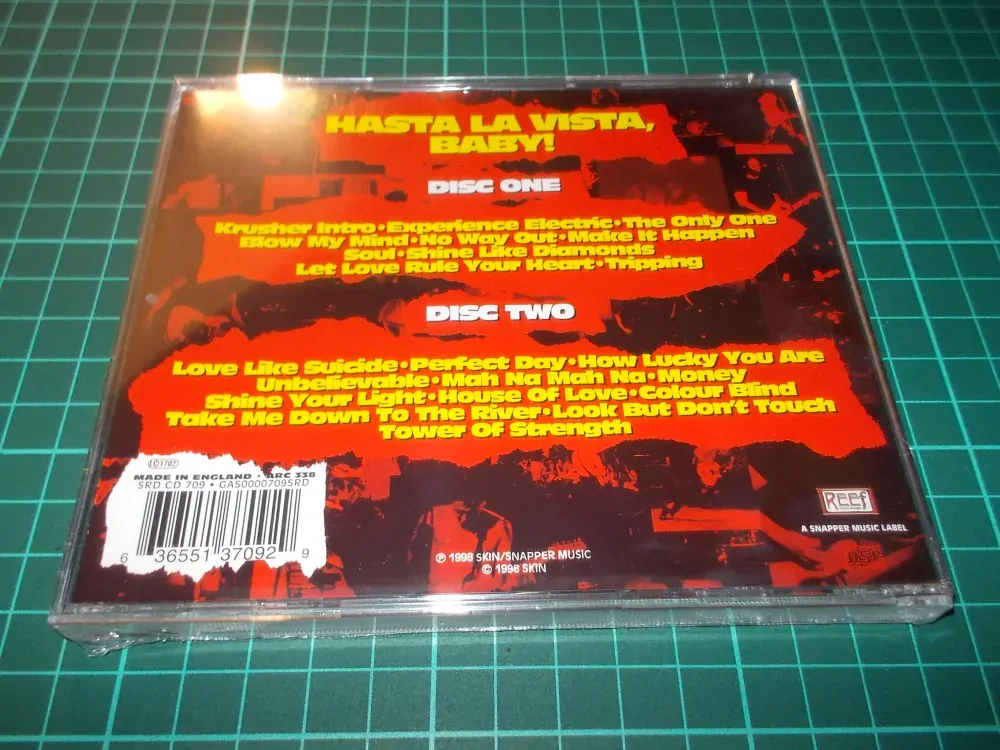 HASTA LA VISTA,
BABY!
DISC ONE
Krusher Intro•Experience Electric•The Only One
Blow My Mind•No Way Out•Make It Happen
Soul•Shine Like Diamonds
Let Love Rule Your Heart•Tripping
DISC TWO
Love Like Suicide•Perfect Day•How Lucky You Are
Unbelievable•Mah Na Mah Na•Money
Shine Your Light•House Of Love•Colour Blind
Take Me Down To The River•Look But Don't Touch
Tower Of Strength
LC1782
MADE IN ENGLAND • ARC 338
SRD CD 709 • GAS0000709SRD
6 36551 37092 9
REEF
A SNAPPER MUSIC LABEL
℗ 1998 SKIN/SNAPPER MUSIC
© 1998 SKIN